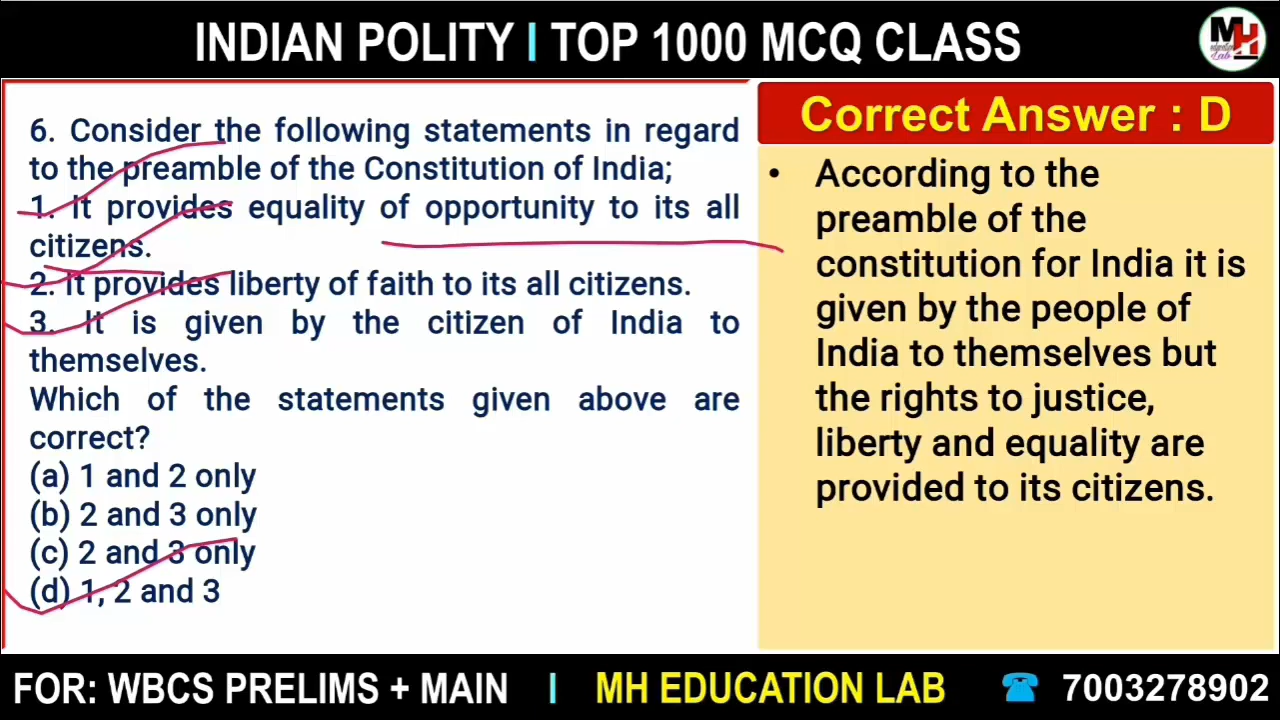 INDIAN POLITY I TOP 1000 MCQ CLASS
MH
education
Lab
6. Consider the following statements in regard
to the preamble of the Constitution of India;
1. It provides equality of opportunity to its all
citizens.
2. It provides liberty of faith to its all citizens.
3. It is given by the citizen of India to
themselves.
Which of the statements given above are
correct?
(a) 1 and 2 only
(b) 2 and 3 only
(c) 2 and 3 only
(d) 1, 2 and 3
Correct Answer : D
• According to the
preamble of the
constitution for India it is
given by the people of
India to themselves but
the rights to justice,
liberty and equality are
provided to its citizens.
FOR: WBCS PRELIMS + MAIN I MH EDUCATION LAB ☎ 7003278902